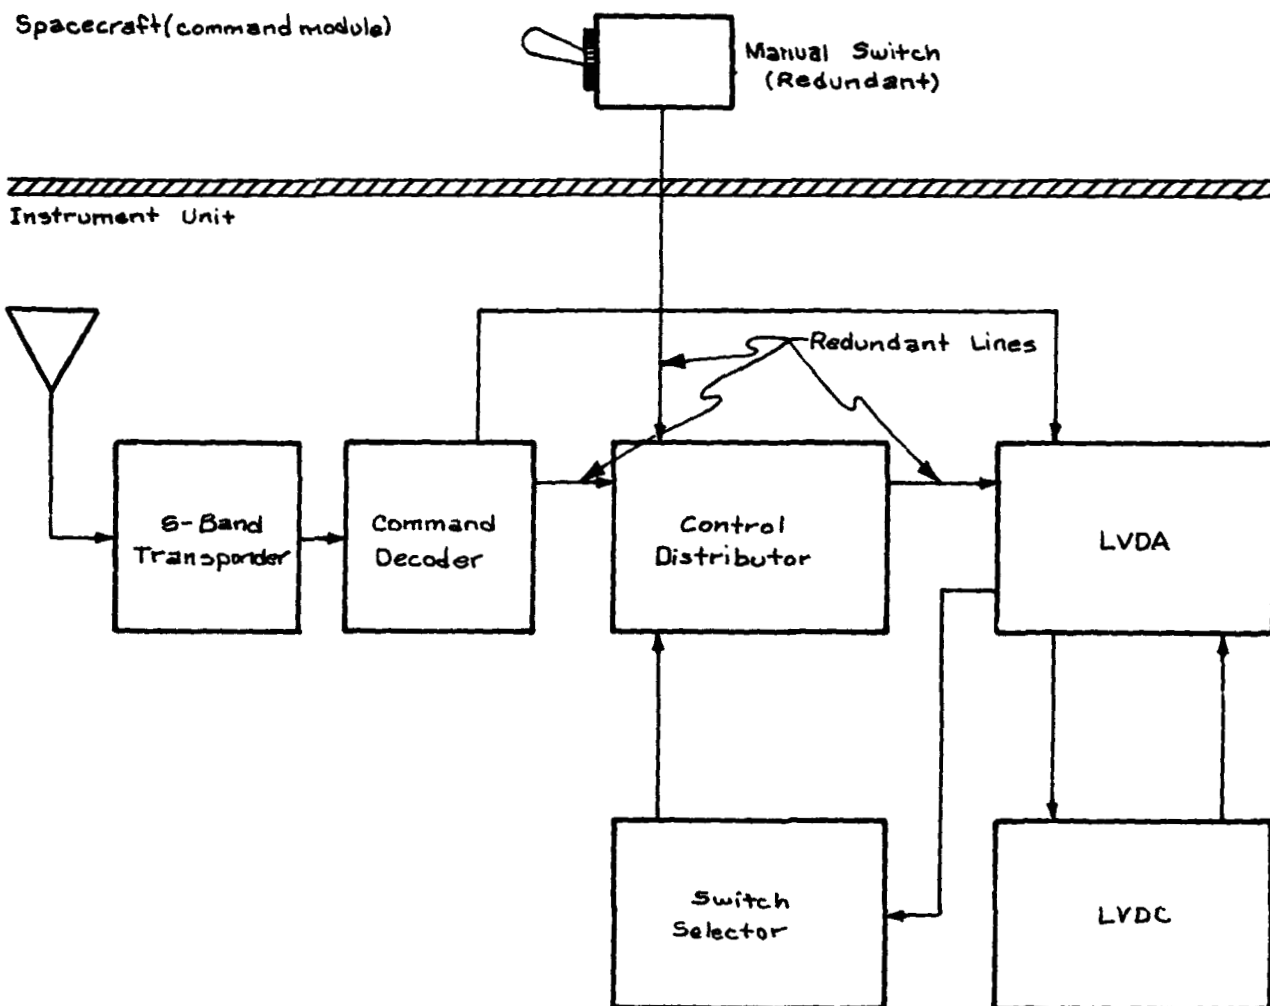 Spacecraft (command module)
Manual Switch
(Redundant)
Instrument Unit
Redundant Lines
S-Band
Transponder
Command
Decoder
Control
Distributor
LVDA
Switch
Selector
LVDC